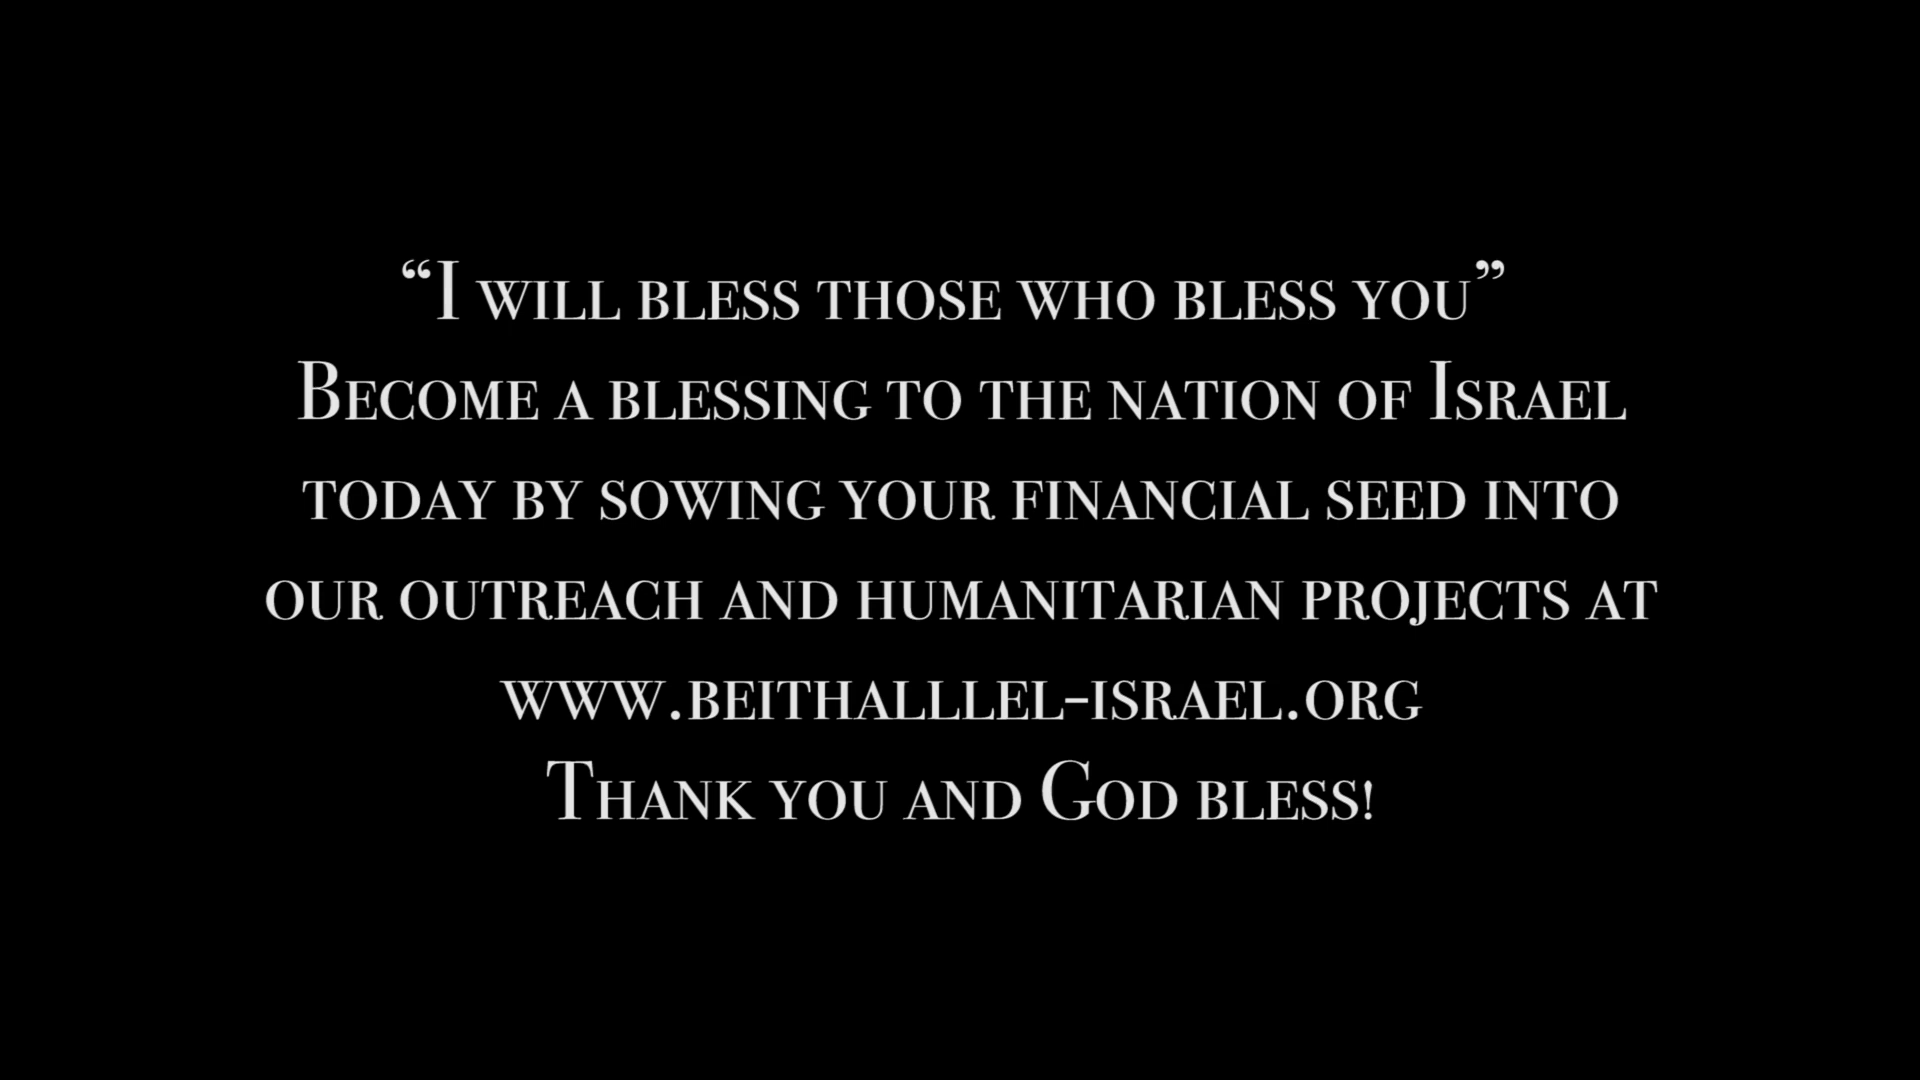 “I will bless those who bless you”
Become a blessing to the nation of Israel
today by sowing your financial seed into
our outreach and humanitarian projects at
www.beithalllel-israel.org
Thank you and God bless!